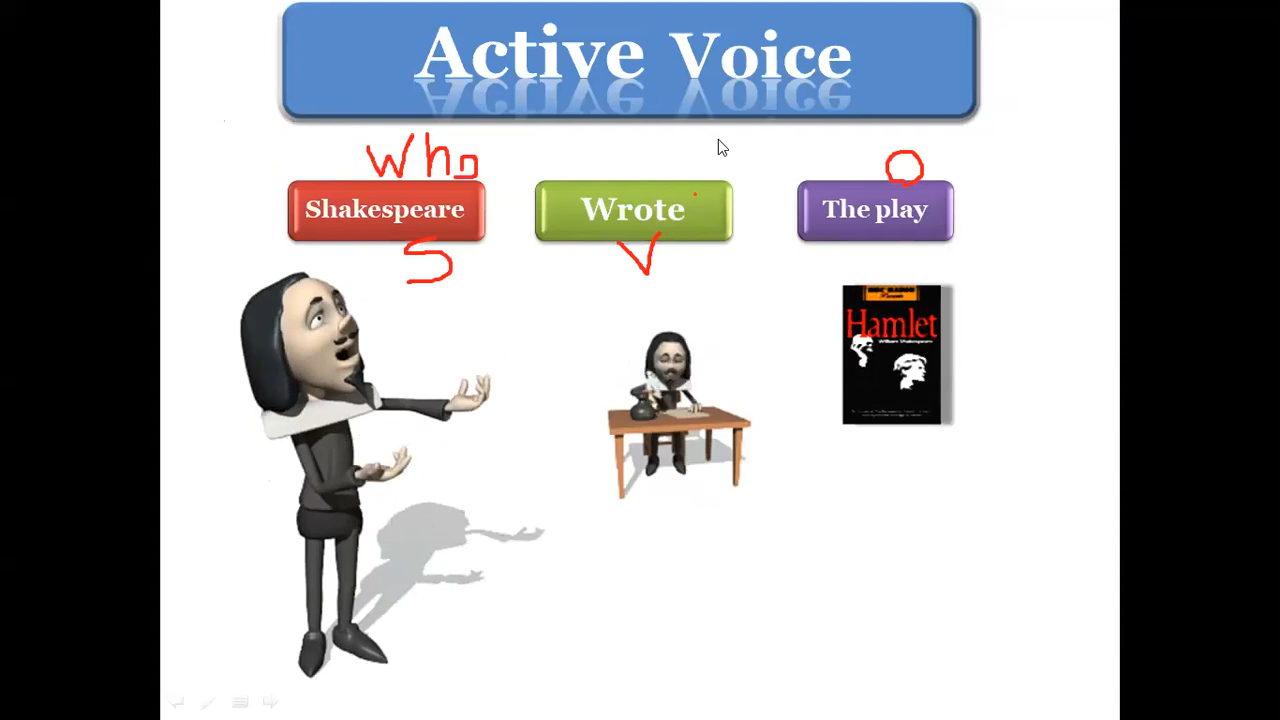 Active Voice
Who
O
Shakespeare
Wrote
The play
S
V
Hamlet
William Shakespeare